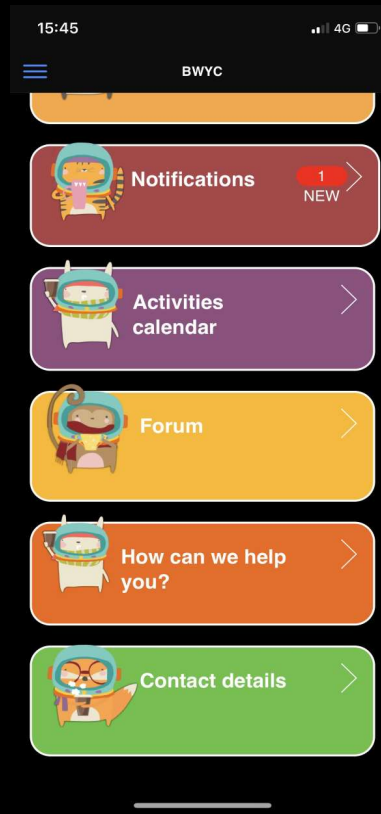 15:45
4G
BWYC
Notifications
1
NEW
Activities
calendar
Forum
How can we help
you?
Contact details